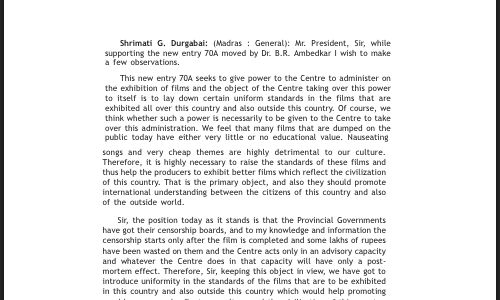 Shrimati G. Durgabai: (Madras : General): Mr. President, Sir, while
supporting the new entry 70A moved by Dr. B.R. Ambedkar I wish to make
a few observations.
This new entry 70A seeks to give power to the Centre to administer on
the exhibition of films and the object of the Centre taking over this power
to itself is to lay down certain uniform standards in the films that are
exhibited all over this country and also outside this country. Of course, we
think whether such a power is necessarily to be given to the Centre to take
over this administration. We feel that many films that are dumped on the
public today have either very little or no educational value. Nauseating
songs and very cheap themes are highly detrimental to our culture.
Therefore, it is highly necessary to raise the standards of these films and
thus help the producers to exhibit better films which reflect the civilization
of this country. That is the primary object, and also they should promote
international understanding between the citizens of this country and also
of the outside world.
Sir, the position today as it stands is that the Provincial Governments
have got their censorship boards, and to my knowledge and information the
censorship starts only after the film is completed and some lakhs of rupees
have been wasted on them and the Centre acts only in an advisory capacity
and whatever the Centre does in that capacity will have only a post-
mortem effect. Therefore, Sir, keeping this object in view, we have got to
introduce uniformity in the standards of the films that are to be exhibited
in this country and also outside this country which would help promoting